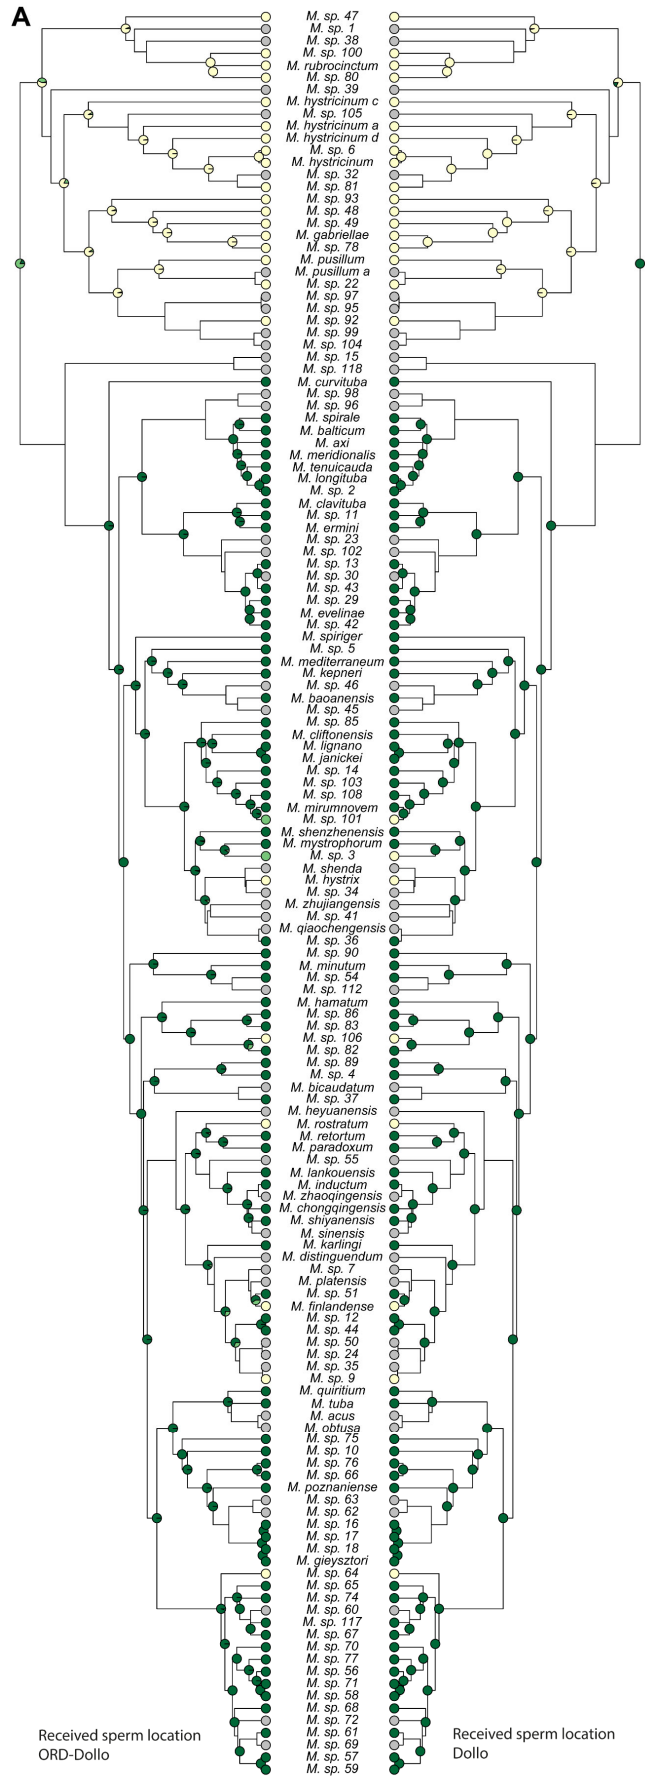 A
M. sp. 47
M. sp. 1
M. sp. 38
M. sp. 100
M. rubrocinctum
M. sp. 80
M. sp. 39
M. hystricinum c
M. sp. 105
M. hystricinum a
M. hystricinum d
M. sp. 6
M. hystricinum
M. sp. 32
M. sp. 81
M. sp. 93
M. sp. 48
M. sp. 49
M. gabriellae
M. sp. 78
M. pusillum
M. pusillum a
M. sp. 22
M. sp. 97
M. sp. 95
M. sp. 92
M. sp. 99
M. sp. 104
M. sp. 15
M. sp. 118
M. curvituba
M. sp. 98
M. sp. 96
M. spirale
M. balticum
M. axi
M. meridionalis
M. tenuicauda
M. longituba
M. sp. 2
M. clavituba
M. sp. 11
M. ermini
M. sp. 23
M. sp. 102
M. sp. 13
M. sp. 30
M. sp. 43
M. sp. 29
M. evelinae
M. sp. 42
M. spiriger
M. sp. 5
M. mediterraneum
M. kepneri
M. sp. 46
M. baoanensis
M. sp. 45
M. sp. 85
M. cliftonensis
M. lignano
M. janickei
M. sp. 14
M. sp. 103
M. sp. 108
M. mirumnovem
M. sp. 101
M. shenzhenensis
M. mystrophorum
M. sp. 3
M. shenda
M. hystrix
M. sp. 34
M. zhujiangensis
M. sp. 41
M. qiaochengensis
M. sp. 36
M. sp. 90
M. minutum
M. sp. 54
M. sp. 112
M. hamatum
M. sp. 86
M. sp. 83
M. sp. 106
M. sp. 82
M. sp. 89
M. sp. 4
M. bicaudatum
M. sp. 37
M. heyuanensis
M. rostratum
M. retortum
M. paradoxum
M. sp. 55
M. lankouensis
M. inductum
M. zhaoqingensis
M. chongqingensis
M. shiyanensis
M. sinensis
M. karlingi
M. distinguendum
M. sp. 7
M. platensis
M. sp. 51
M. finlandense
M. sp. 12
M. sp. 44
M. sp. 50
M. sp. 24
M. sp. 35
M. sp. 9
M. quiritium
M. tuba
M. acus
M. obtusa
M. sp. 75
M. sp. 10
M. sp. 76
M. sp. 66
M. poznaniense
M. sp. 63
M. sp. 62
M. sp. 16
M. sp. 17
M. sp. 18
M. gieysztori
M. sp. 64
M. sp. 65
M. sp. 74
M. sp. 60
M. sp. 117
M. sp. 67
M. sp. 70
M. sp. 77
M. sp. 56
M. sp. 71
M. sp. 58
M. sp. 68
M. sp. 72
M. sp. 61
M. sp. 69
M. sp. 57
M. sp. 59
Received sperm location
ORD-Dollo
Received sperm location
Dollo